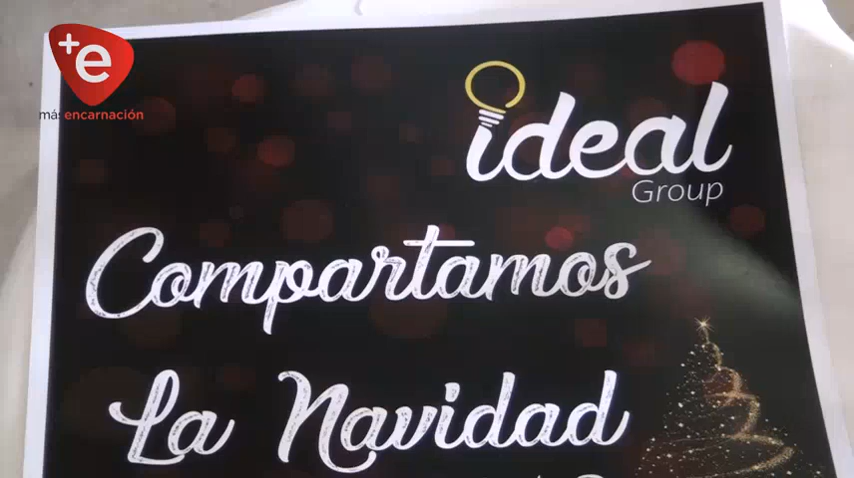 +e
más encarnación
ideal
Group
Compartamos
La Navidad